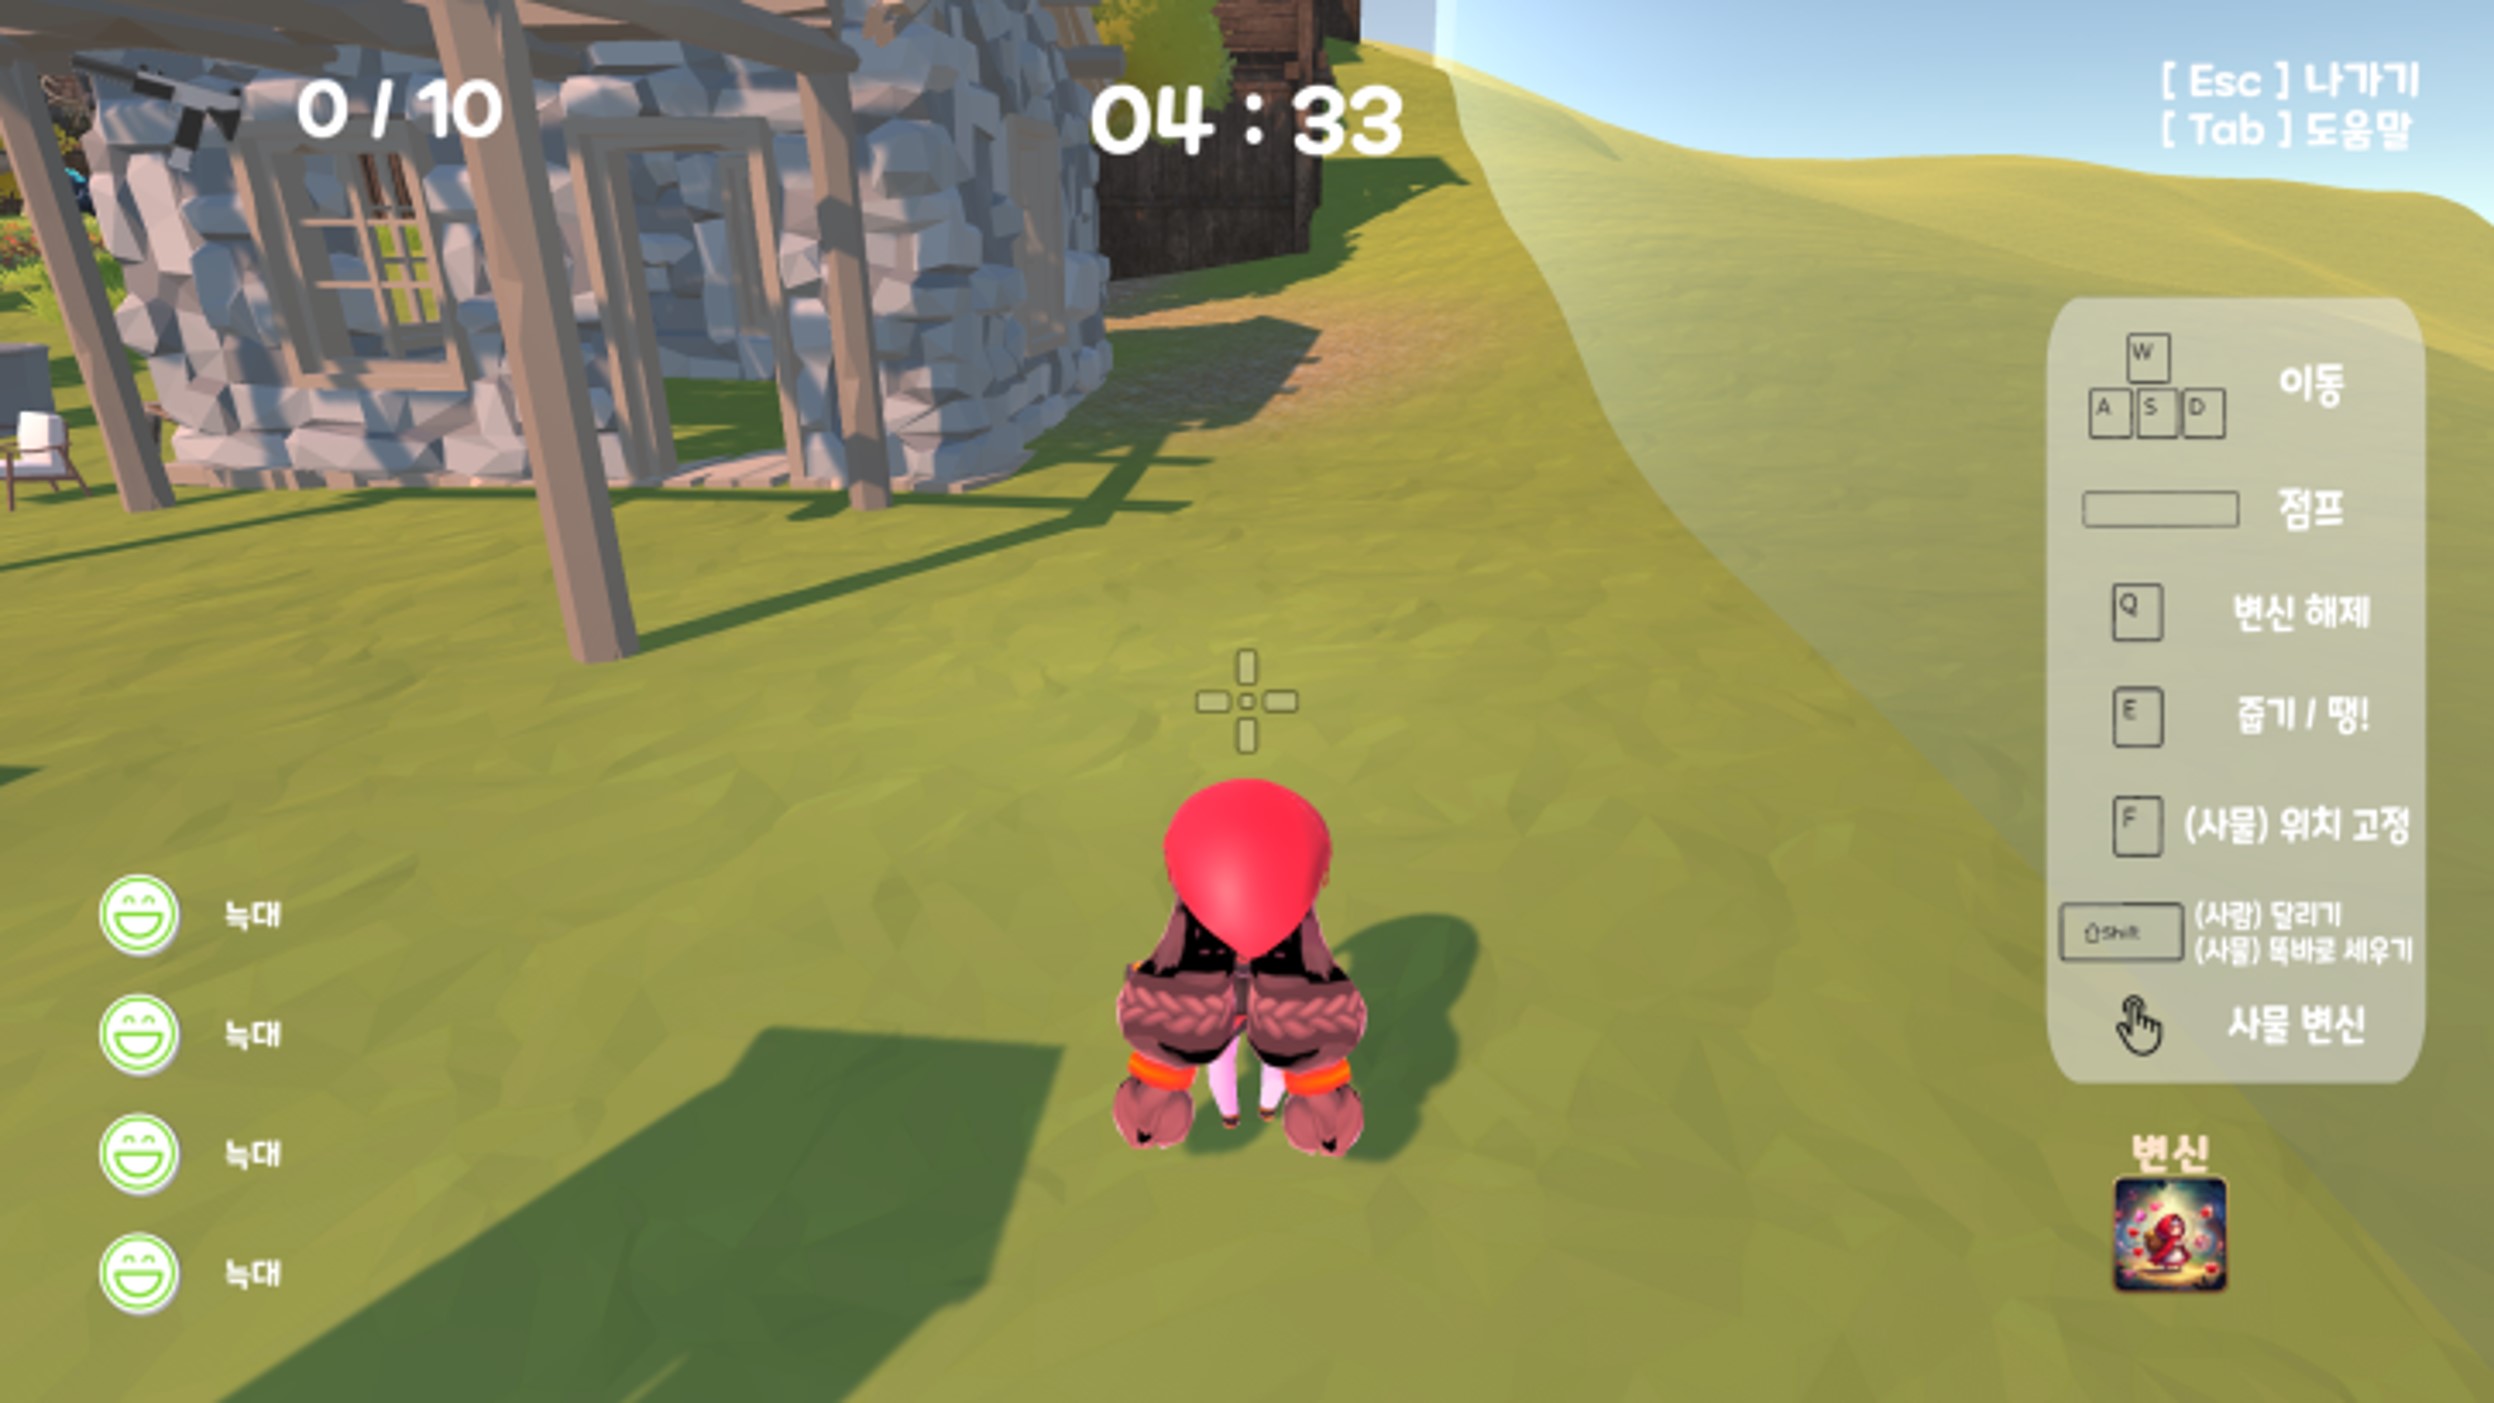 0 / 10
04 : 33
[ Esc ] 나가기
[ Tab ] 도움말
W
A S D
이동
점프
Q
변신 해제
E
줍기 / 땡!
F
(사물) 위치 고정
⇧Shift
(사람) 달리기
(사물) 똑바로 세우기
사물 변신
변신
늑대
늑대
늑대
늑대